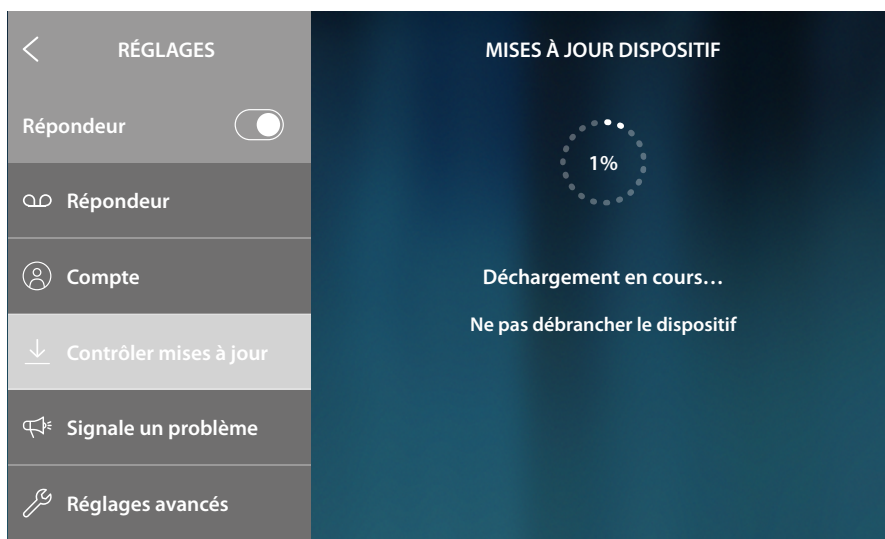 RÉGLAGES
Répondeur
Répondeur
Compte
Contrôler mises à jour
Signale un problème
Réglages avancés
MISES À JOUR DISPOSITIF
1%
Déchargement en cours…
Ne pas débrancher le dispositif